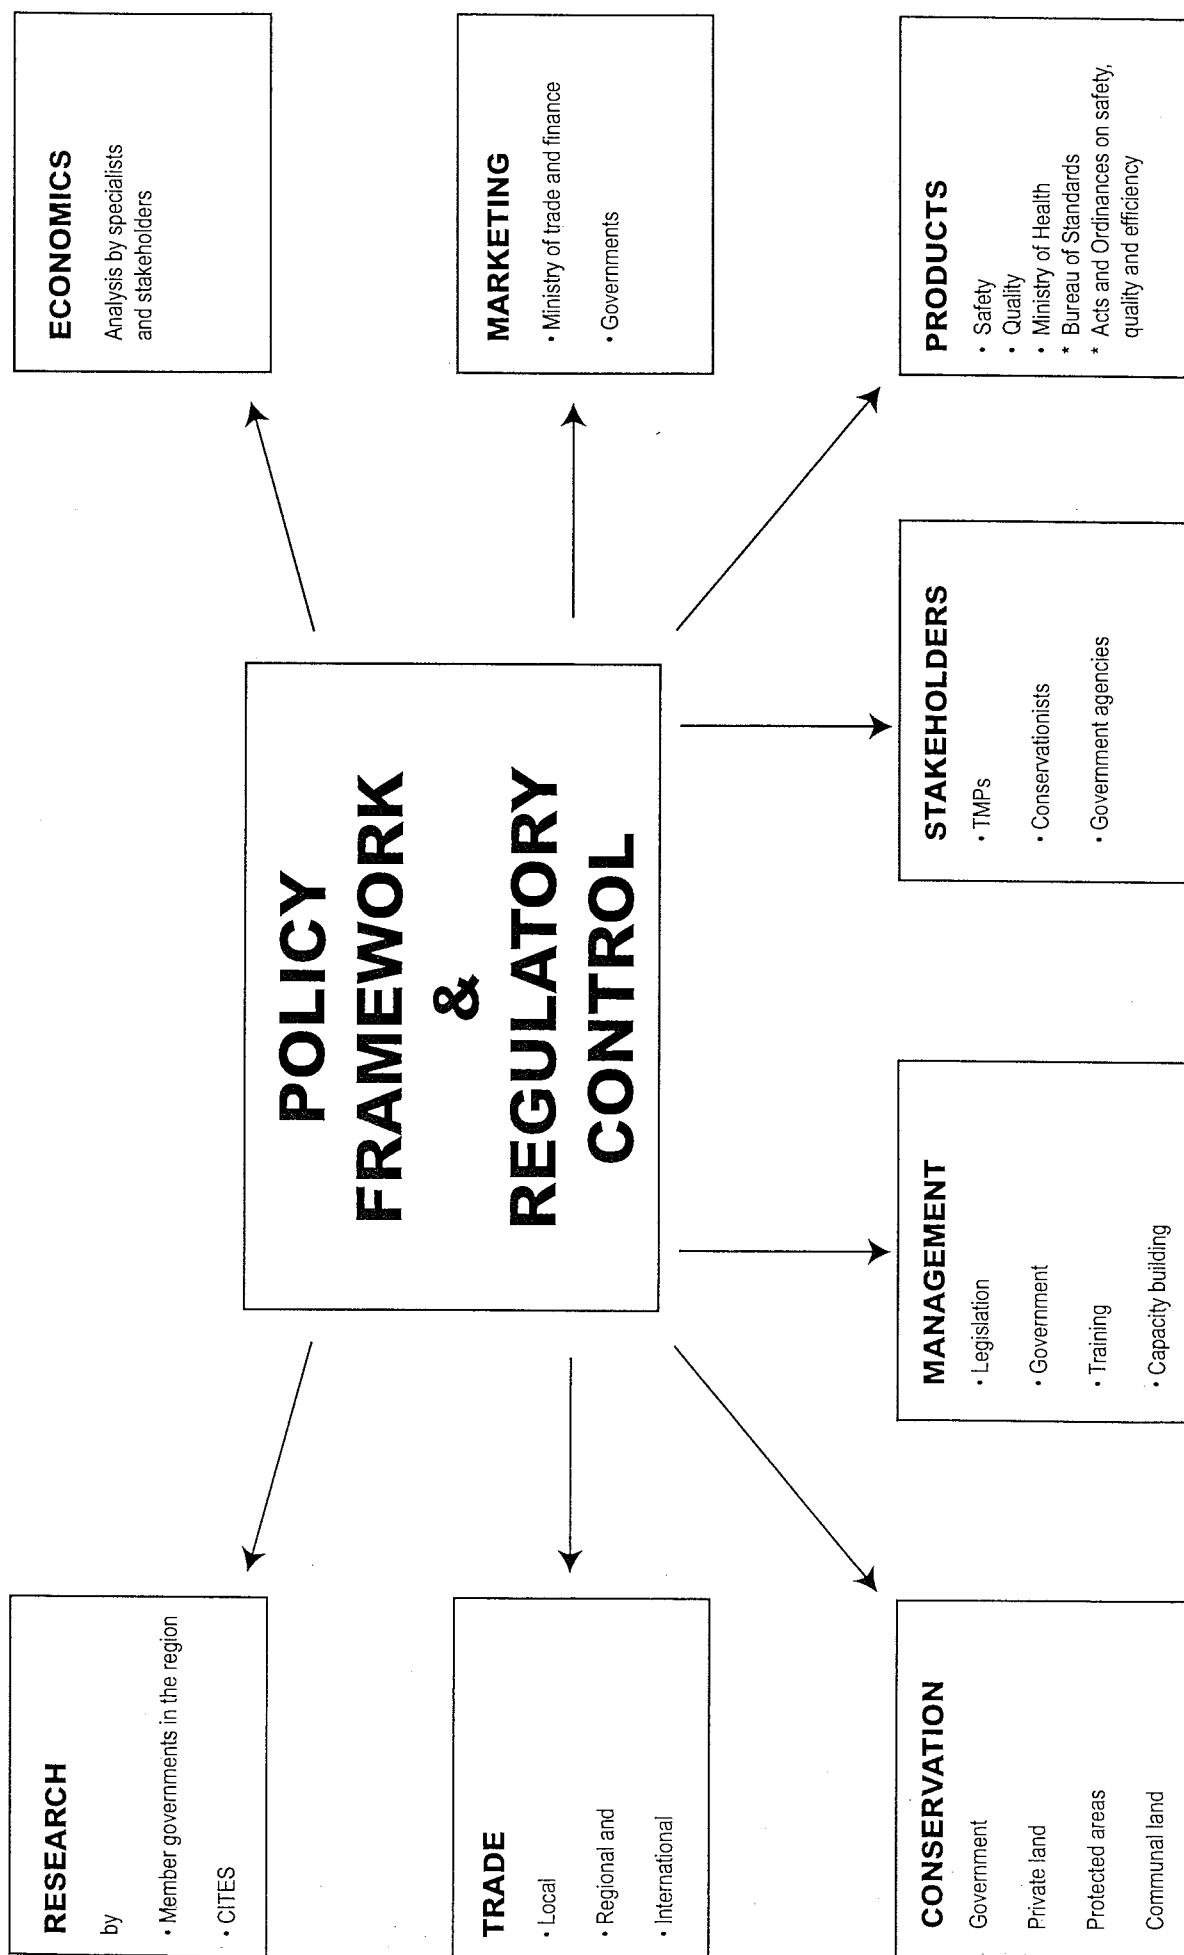 RESEARCH
by
• Member governments in the region
• CITES
ECONOMICS
Analysis by specialists
and stakeholders
POLICY
FRAMEWORK
&
REGULATORY
CONTROL
TRADE
• Local
• Regional and
• International
MARKETING
• Ministry of trade and finance
• Governments
CONSERVATION
Government
Private land
Protected areas
Communal land
MANAGEMENT
• Legislation
• Government
• Training
• Capacity building
STAKEHOLDERS
• TMPs
• Conservationists
• Government agencies
PRODUCTS
• Safety
• Quality
• Ministry of Health
* Bureau of Standards
* Acts and Ordinances on safety,
quality and efficiency